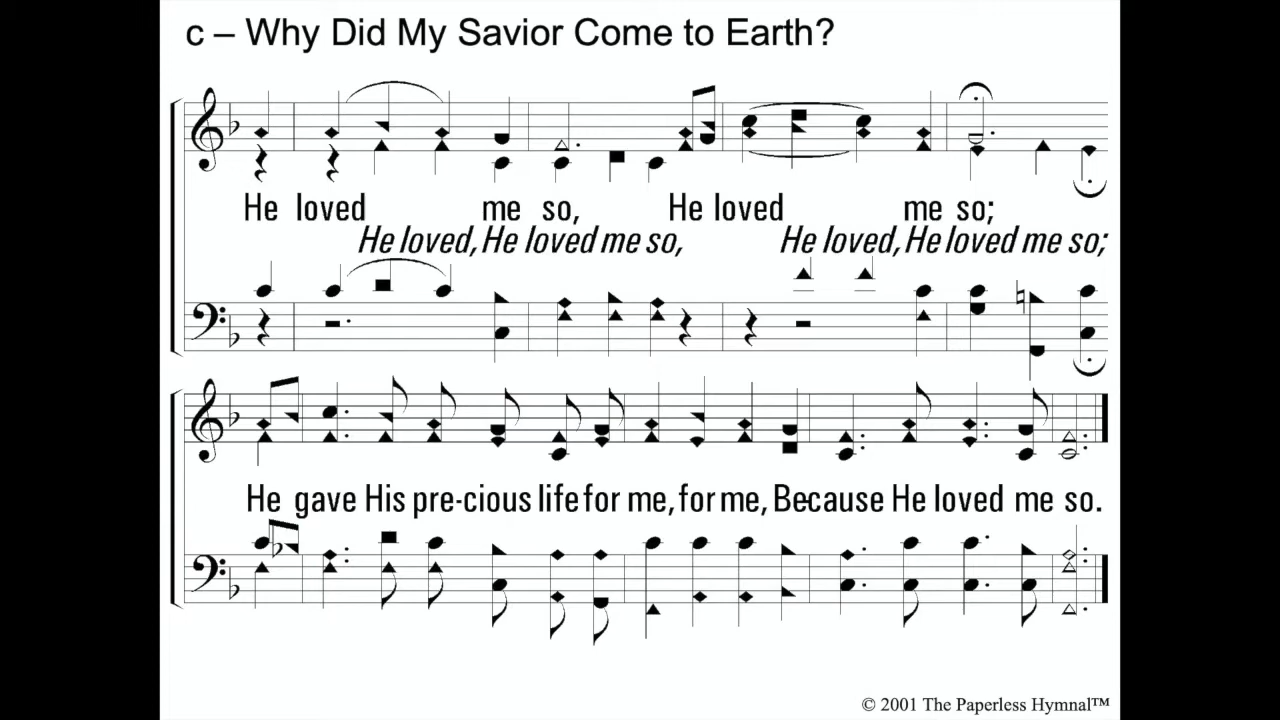 c – Why Did My Savior Come to Earth?
He loved me so, He loved me so;
He loved, He loved me so, He loved, He loved me so;
He gave His pre-cious life for me, for me, Because He loved me so.
© 2001 The Paperless Hymnal™